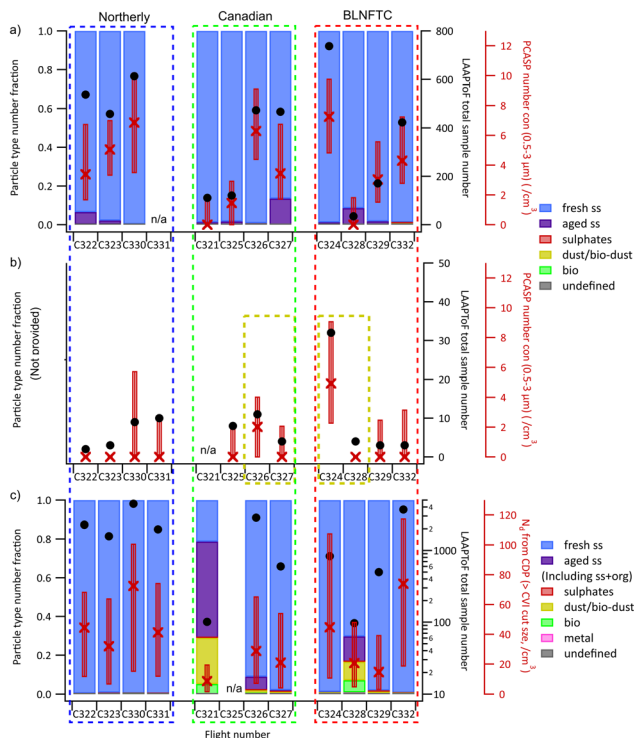 Northerly
Canadian
BLNFTC
a)
1.0
0.8
0.6
0.4
0.2
0.0
Particle type number fraction
n/a
C322 C323 C330 C331
C321 C325 C326 C327
C324 C328 C329 C332
800
600
400
200
0
LAAPToF total sample number
12
10
8
6
4
2
0
PCASP number con (0.5-3 μm) ( /cm3)
fresh ss
aged ss
sulphates
dust/bio-dust
bio
undefined
b)
Particle type number fraction
(Not provided)
n/a
C322 C323 C330 C331
C321 C325 C326 C327
C324 C328 C329 C332
50
40
30
20
10
0
LAAPToF total sample number
12
10
8
6
4
2
0
PCASP number con (0.5-3 μm) ( /cm3)
c)
1.0
0.8
0.6
0.4
0.2
0.0
Particle type number fraction
n/a
C322 C323 C330 C331
C321 C325 C326 C327
C324 C328 C329 C332
Flight number
4
2
1000
6
4
2
100
6
4
2
10
LAAPToF total sample number
120
100
80
60
40
20
0
Nd from CDP (> CVI cut size, /cm3)
fresh ss
aged ss
(Including ss+org)
sulphates
dust/bio-dust
bio
metal
undefined